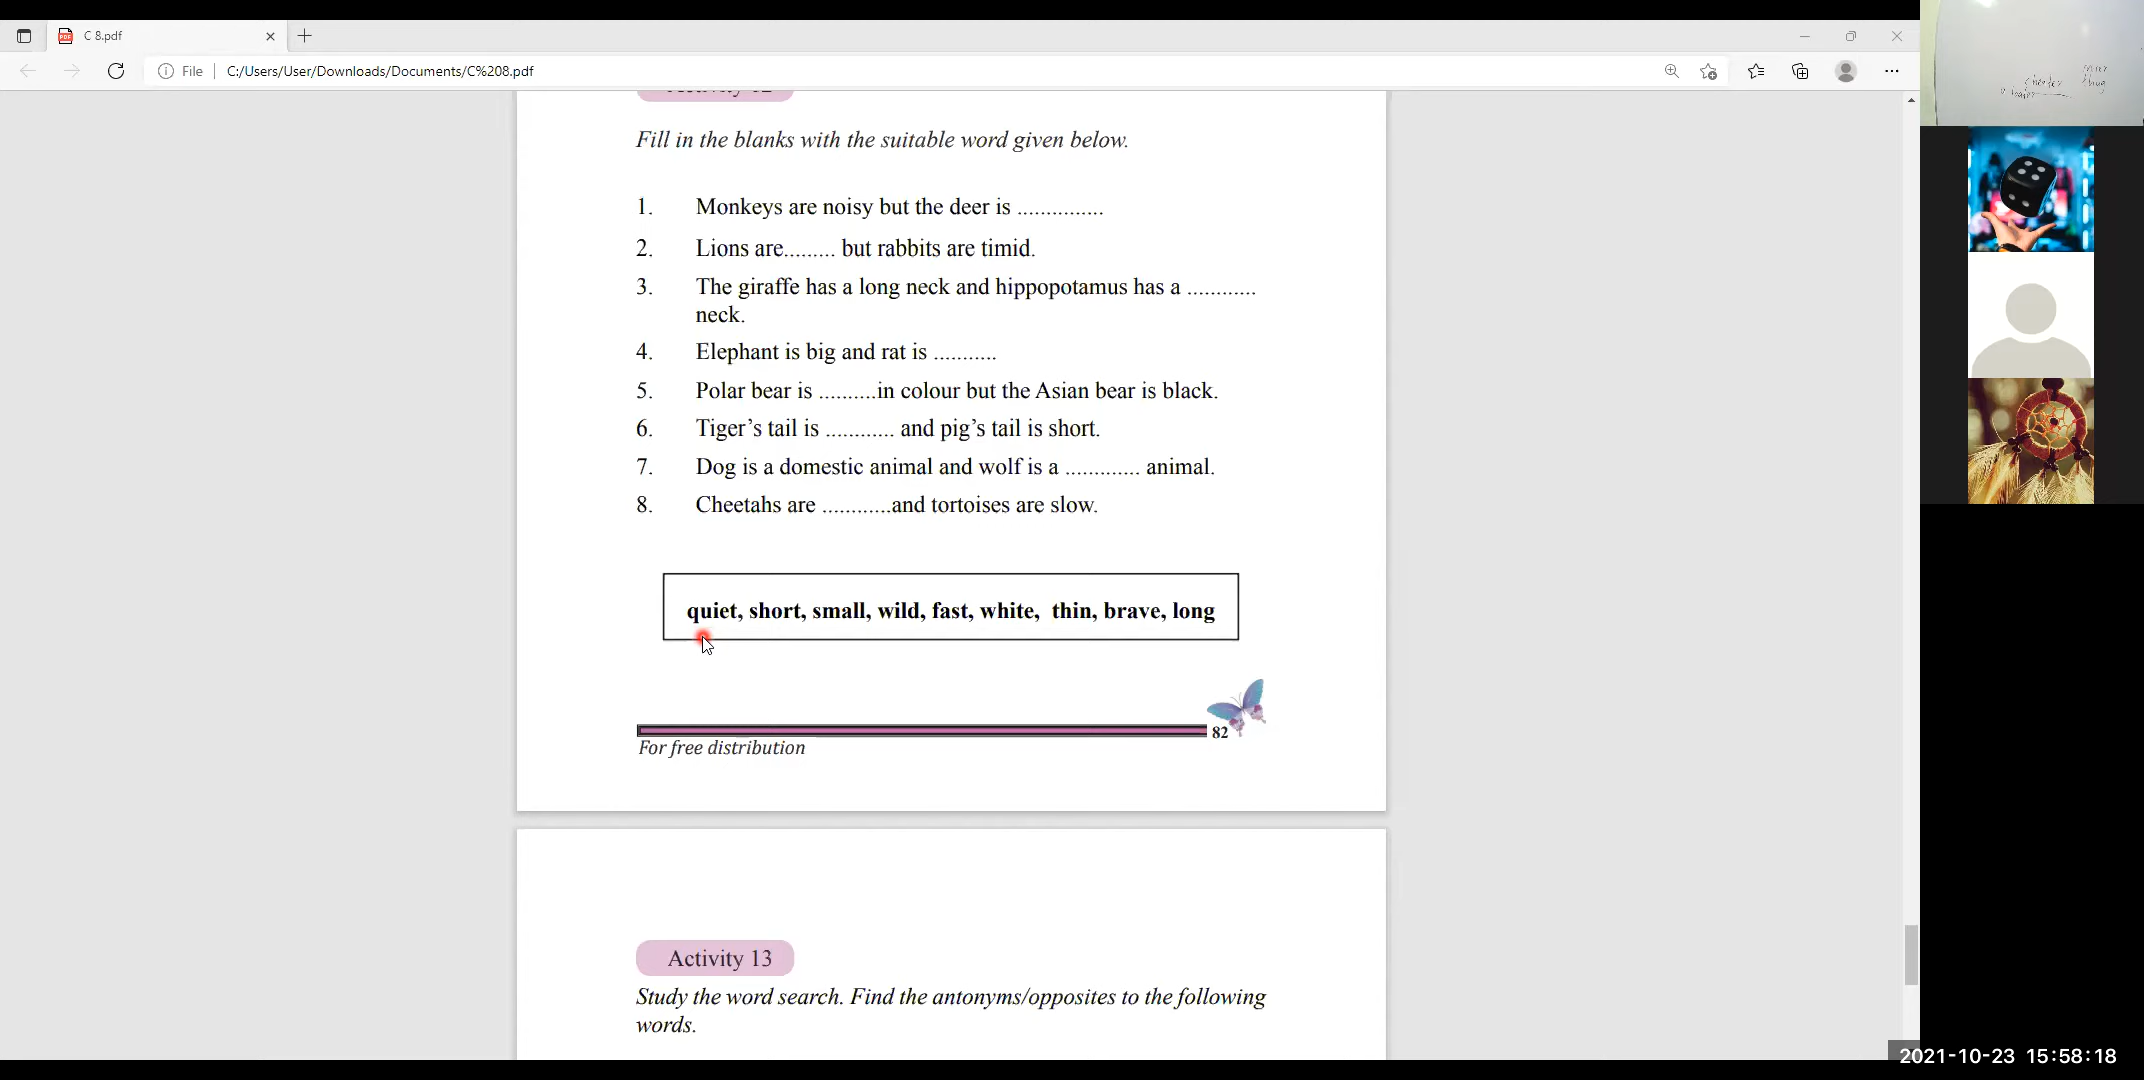 C 8.pdf
File
C:/Users/User/Downloads/Documents/C%208.pdf
Fill in the blanks with the suitable word given below.
1. Monkeys are noisy but the deer is ...............
2. Lions are......... but rabbits are timid.
3. The giraffe has a long neck and hippopotamus has a ............
neck.
4. Elephant is big and rat is ...........
5. Polar bear is ..........in colour but the Asian bear is black.
6. Tiger’s tail is ............ and pig’s tail is short.
7. Dog is a domestic animal and wolf is a ............. animal.
8. Cheetahs are ............and tortoises are slow.
quiet, short, small, wild, fast, white, thin, brave, long
82
For free distribution
Activity 13
Study the word search. Find the antonyms/opposites to the following
words.
2021-10-23 15:58:18